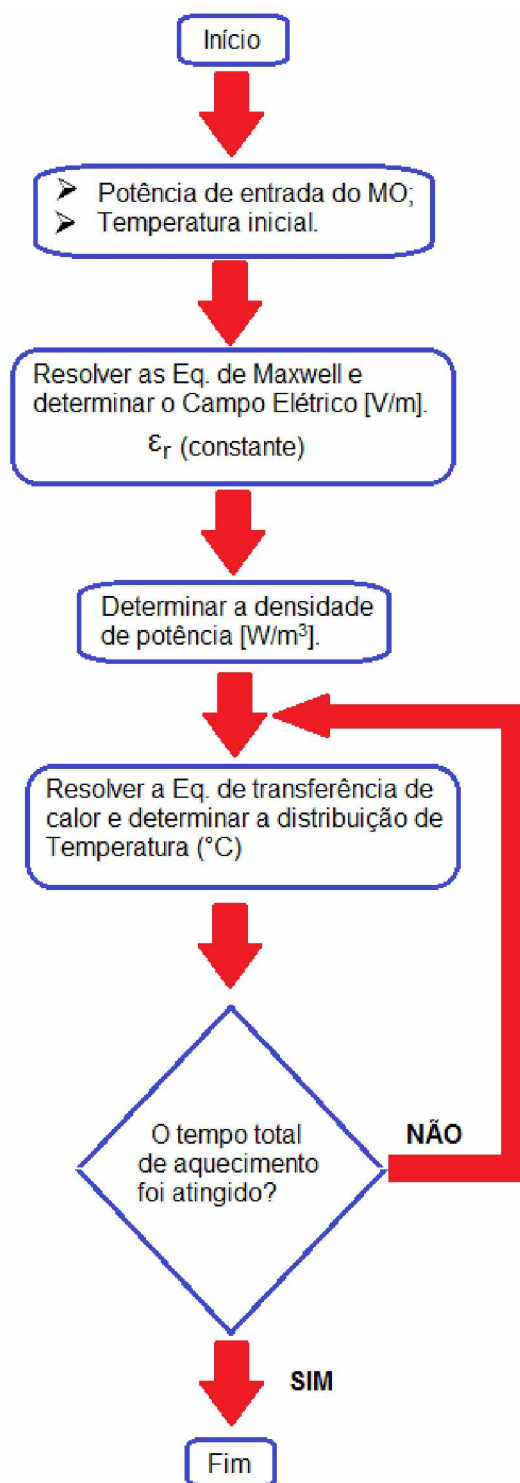 Início
➢ Potência de entrada do MO;
➢ Temperatura inicial.
Resolver as Eq. de Maxwell e
determinar o Campo Elétrico [V/m].
εr (constante)
Determinar a densidade
de potência [W/m³].
Resolver a Eq. de transferência de
calor e determinar a distribuição de
Temperatura (°C)
O tempo total
de aquecimento
foi atingido?
NÃO
SIM
Fim